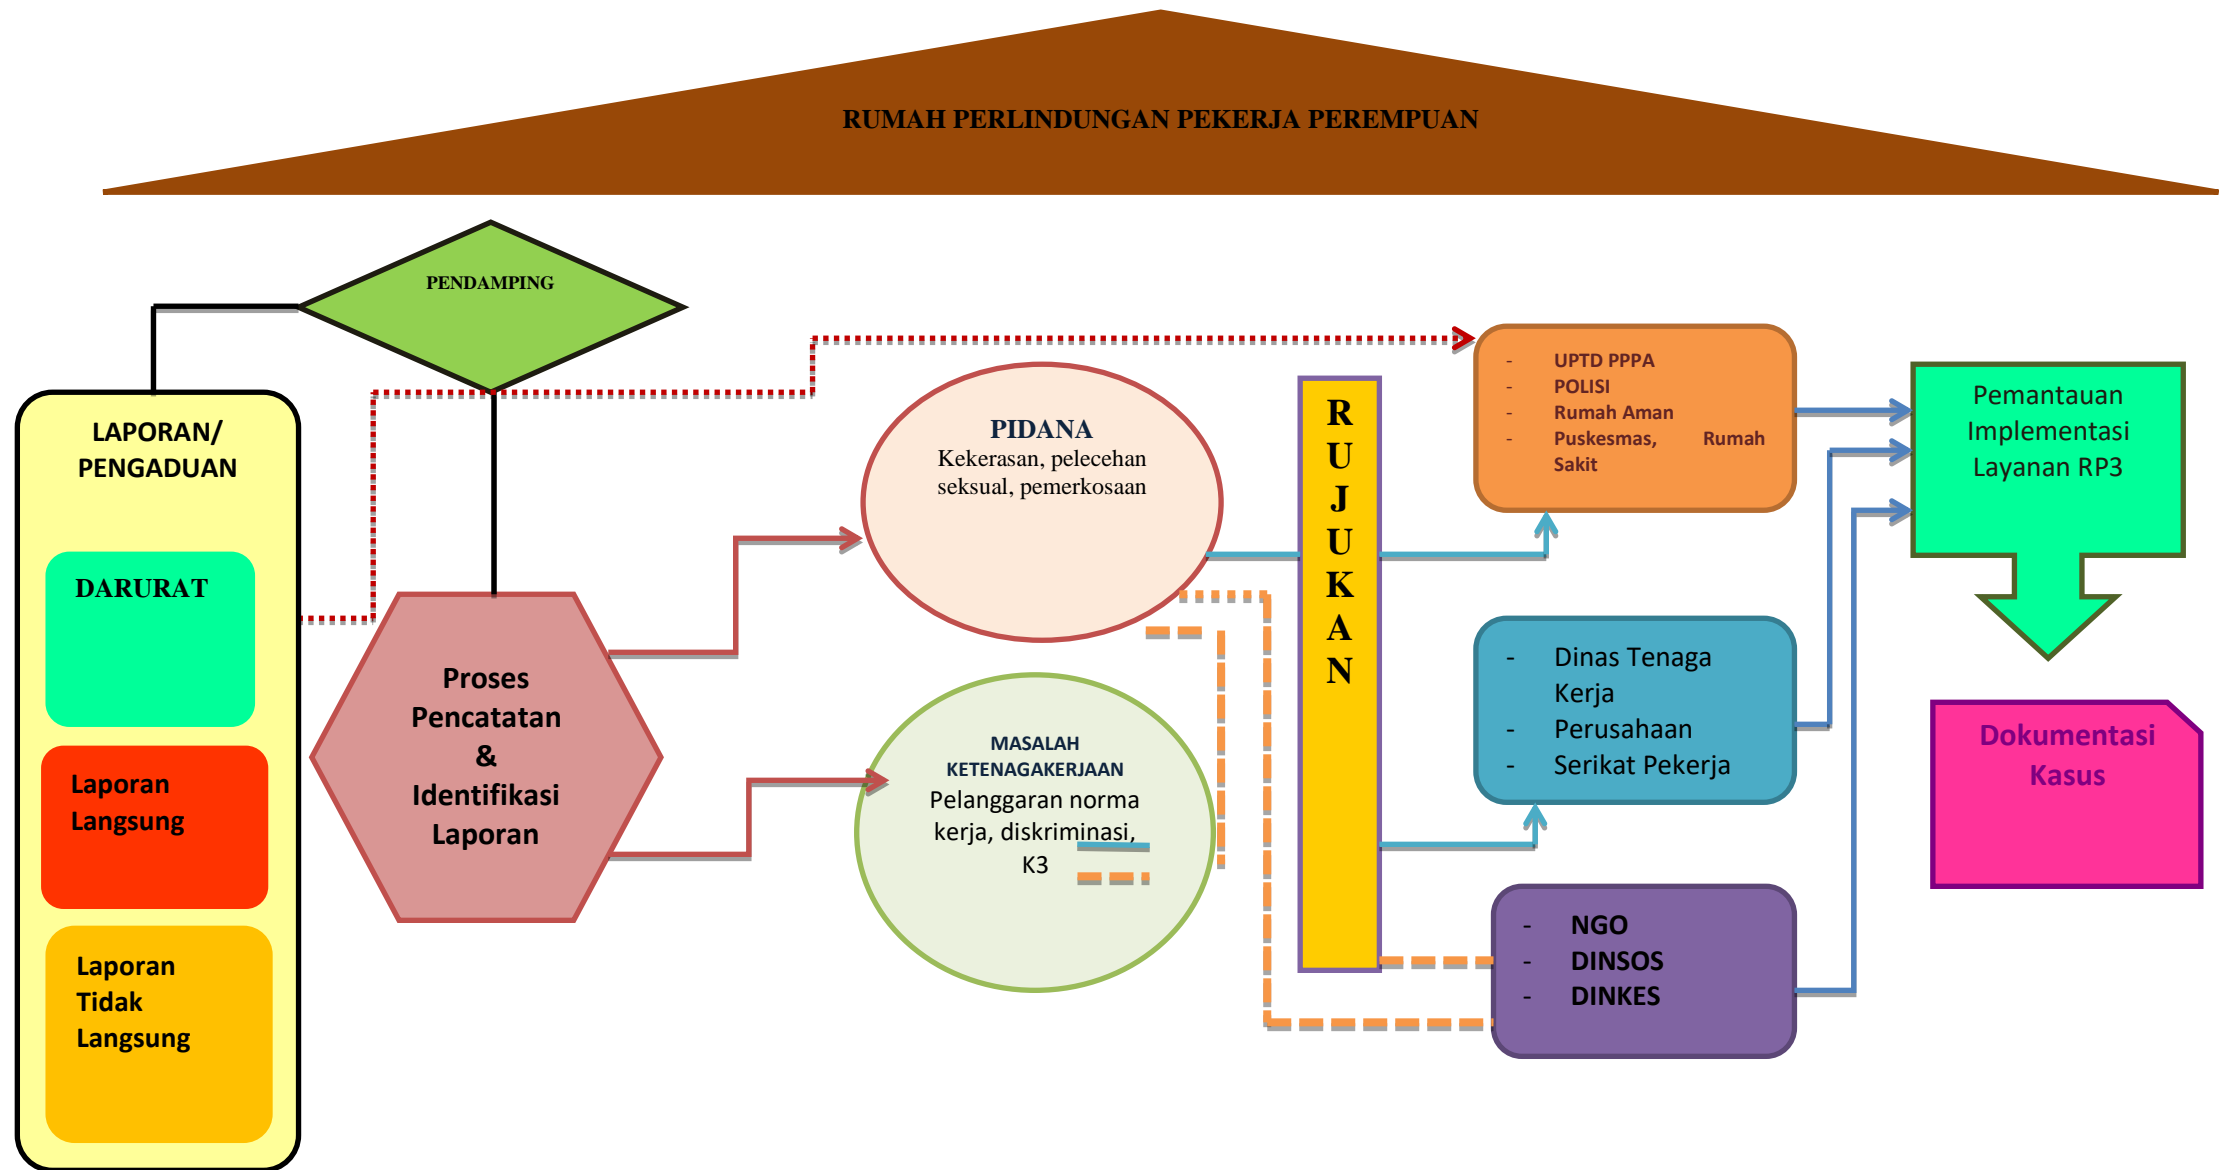 RUMAH PERLINDUNGAN PEKERJA PEREMPUAN
PENDAMPING
LAPORAN/
PENGADUAN
DARURAT
Laporan
Langsung
Laporan
Tidak
Langsung
Proses
Pencatatan
&
Identifikasi
Laporan
PIDANA
Kekerasan, pelecehan
seksual, pemerkosaan
MASALAH
KETENAGAKERJAAN
Pelanggaran norma
kerja, diskriminasi,
K3
R
U
J
U
K
A
N
- UPTD PPPA
- POLISI
- Rumah Aman
- Puskesmas, Rumah
Sakit
- Dinas Tenaga
Kerja
- Perusahaan
- Serikat Pekerja
- NGO
- DINSOS
- DINKES
Pemantauan
Implementasi
Layanan RP3
Dokumentasi
Kasus